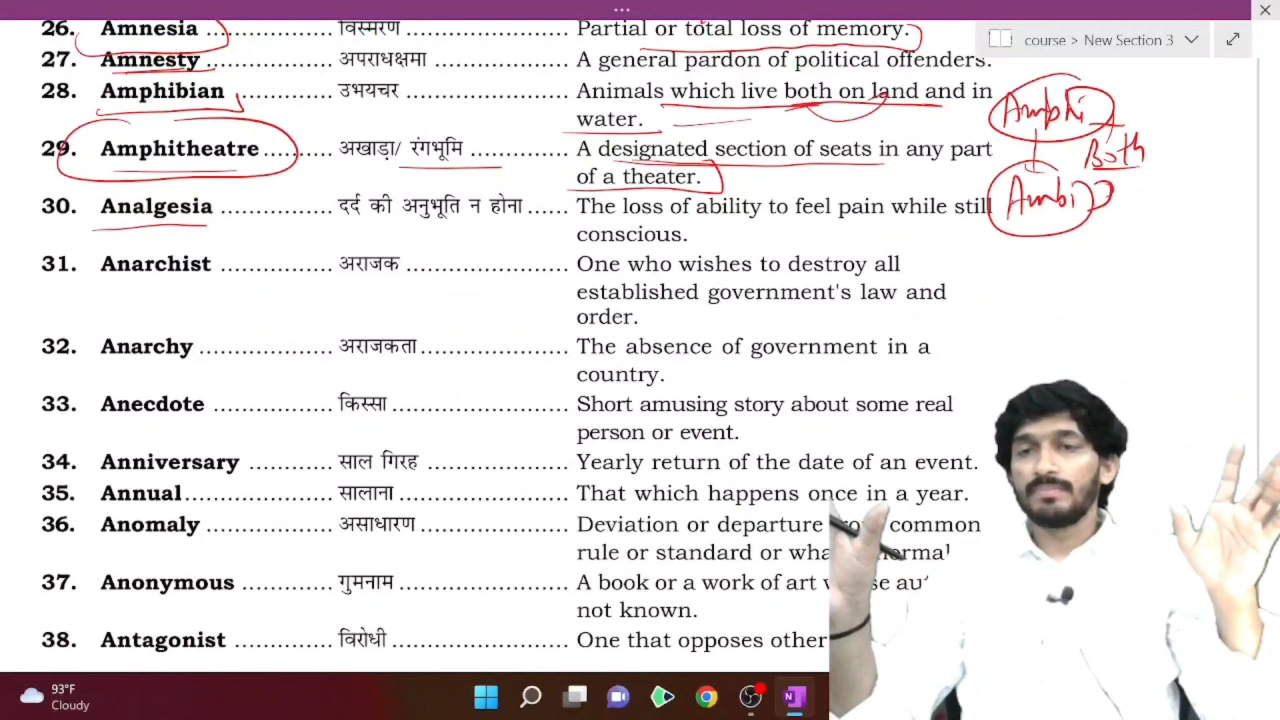 26. Amnesia .............. विस्मरण ...................... Partial or total loss of memory.
course > New Section 3
27. Amnesty .............. अपराधक्षमा ................. A general pardon of political offenders.
28. Amphibian ............ उभयचर ...................... Animals which live both on land and in
water.
29. Amphitheatre .... अखाड़ा/ रंगभूमि ............... A designated section of seats in any part
of a theater.
30. Analgesia ............... दर्द की अनुभूति न होना ...... The loss of ability to feel pain while still
conscious.
31. Anarchist ............... अराजक ...................... One who wishes to destroy all
established government's law and
order.
32. Anarchy .................. अराजकता .................... The absence of government in a
country.
33. Anecdote ................ किस्सा ........................ Short amusing story about some real
person or event.
34. Anniversary ........... साल गिरह .................... Yearly return of the date of an event.
35. Annual .................... सालाना ........................ That which happens once in a year.
36. Anomaly ................. असाधारण .................... Deviation or departure common
rule or standard or
37. Anonymous ............ गुमनाम ....................... A book or a work of art
not known.
38. Antagonist ............. विरोधी ........................ One that opposes other
Amphi
Both
Ambi
93°F
Cloudy